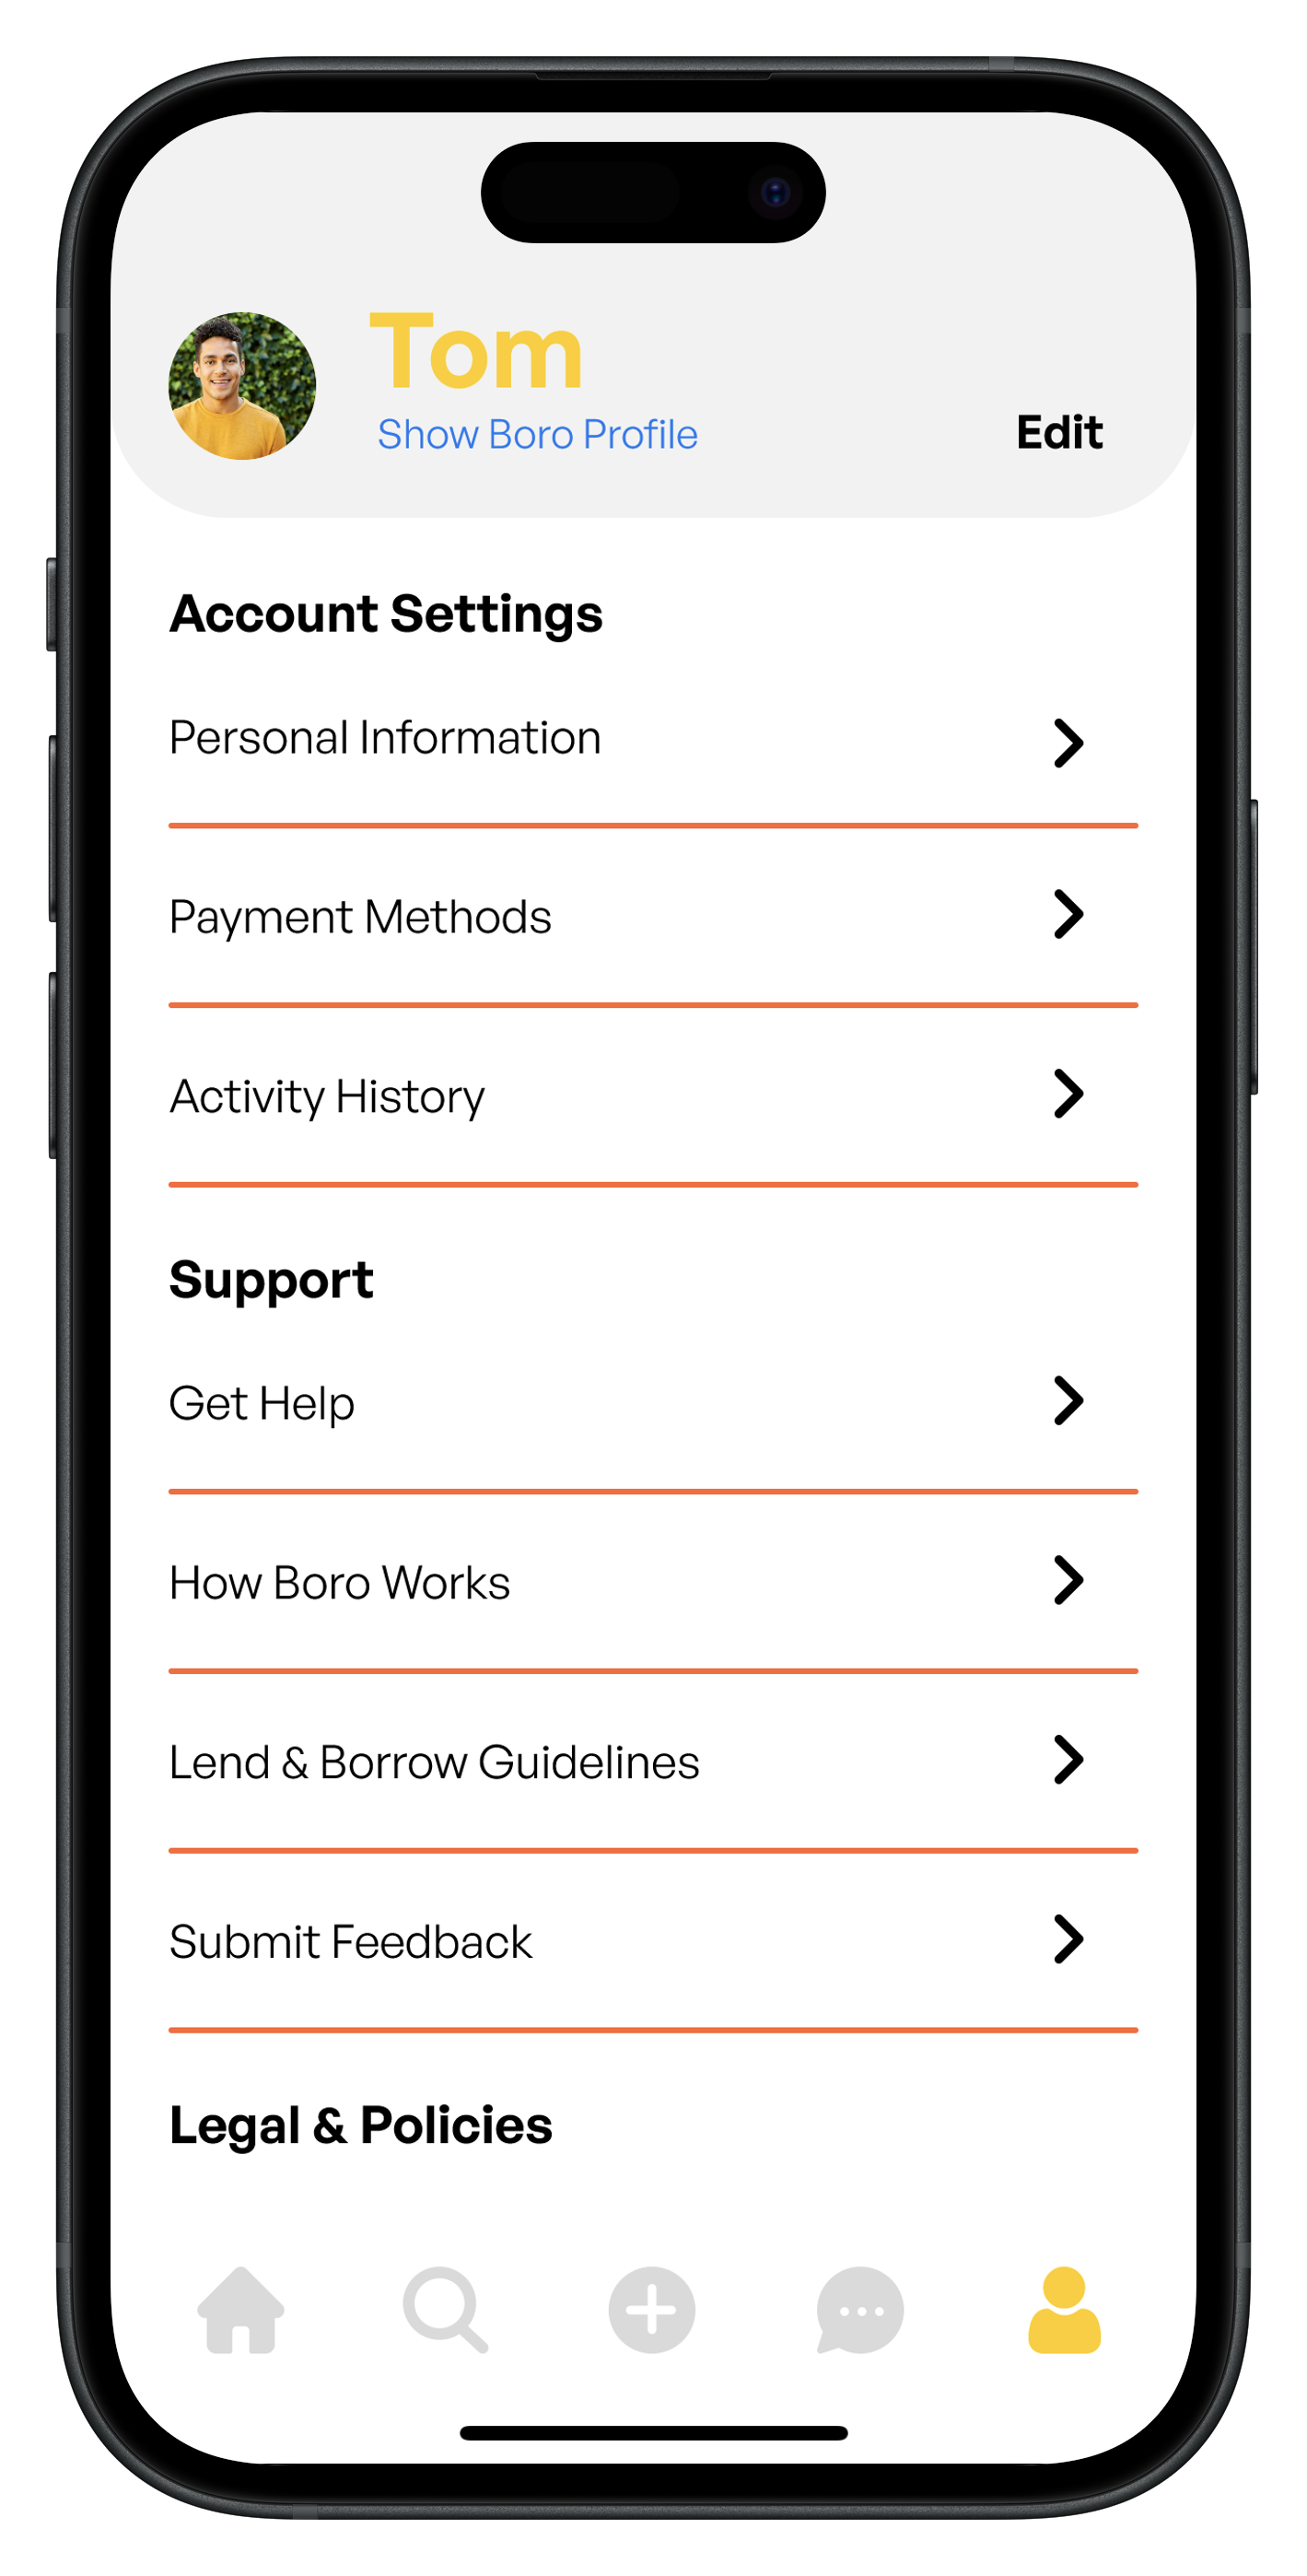 Tom
Show Boro Profile
Edit
Account Settings
Personal Information
Payment Methods
Activity History
Support
Get Help
How Boro Works
Lend & Borrow Guidelines
Submit Feedback
Legal & Policies